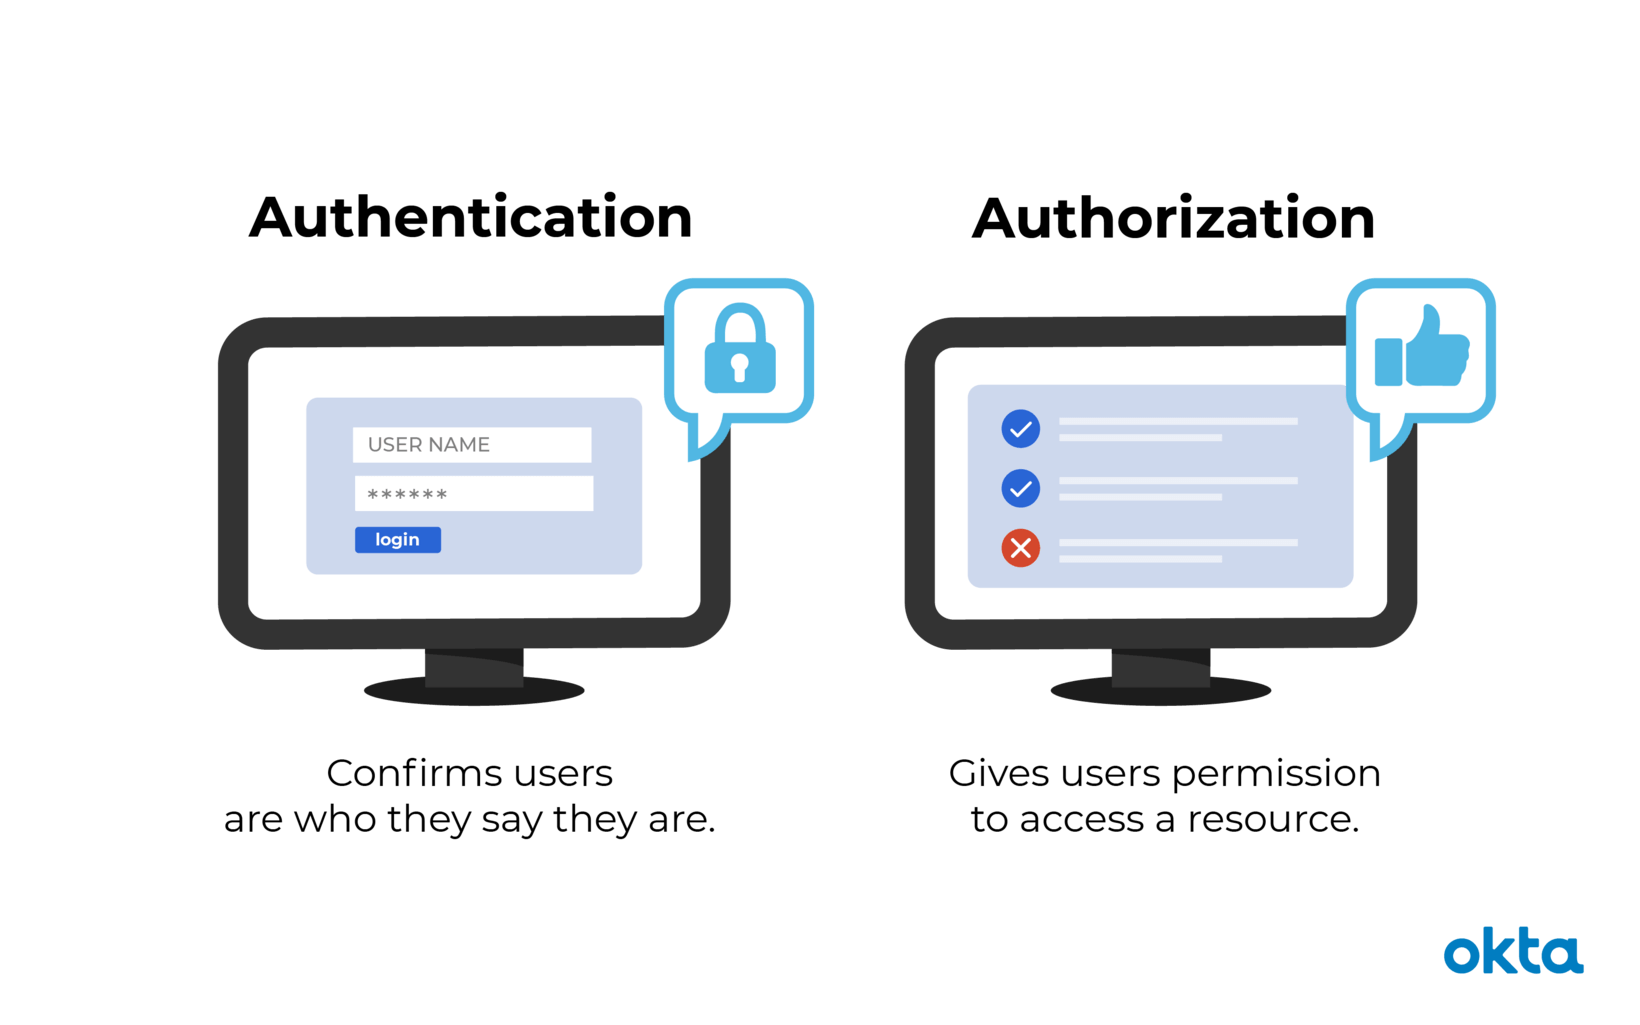 Authentication
USER NAME
******
login
Confirms users
are who they say they are.
Authorization
Gives users permission
to access a resource.
okta